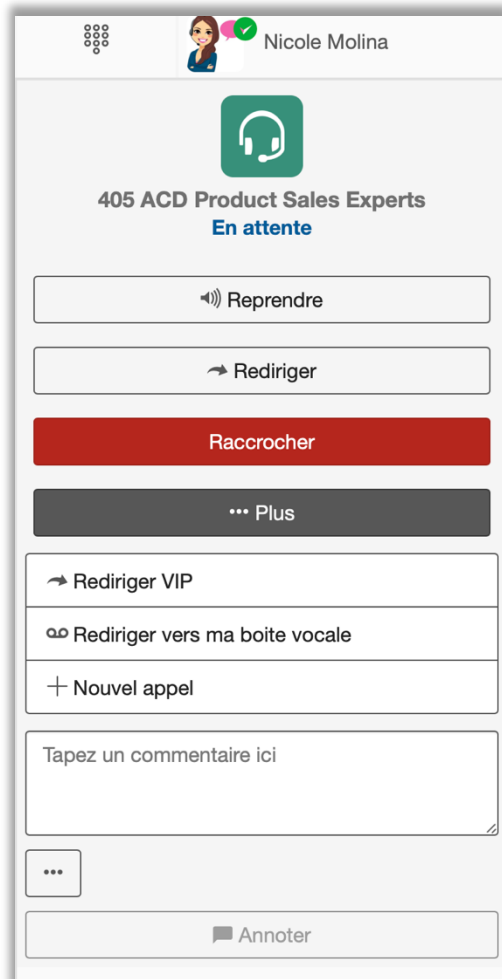 Nicole Molina
405 ACD Product Sales Experts
En attente
Reprendre
Rediriger
Raccrocher
••• Plus
Rediriger VIP
Rediriger vers ma boite vocale
Nouvel appel
Tapez un commentaire ici
•••
Annoter